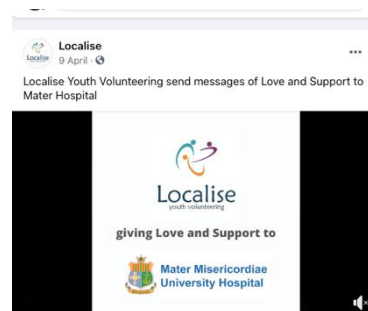 Localise
Localise
9 April ·
Localise Youth Volunteering send messages of Love and Support to
Mater Hospital
Localise
youth volunteering
giving Love and Support to
Mater Misericordiae
University Hospital